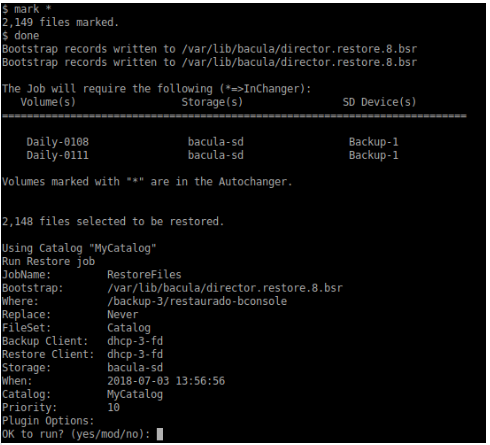 $ mark *
2,149 files marked.
$ done
Bootstrap records written to /var/lib/bacula/director.restore.8.bsr
Bootstrap records written to /var/lib/bacula/director.restore.8.bsr
The Job will require the following (*=>InChanger):
Volume(s) Storage(s) SD Device(s)
===========================================================================
Daily-0108 bacula-sd Backup-1
Daily-0111 bacula-sd Backup-1
Volumes marked with "*" are in the Autochanger.
2,148 files selected to be restored.
Using Catalog "MyCatalog"
Run Restore job
JobName: RestoreFiles
Bootstrap: /var/lib/bacula/director.restore.8.bsr
Where: /backup-3/restaurado-bconsole
Replace: Never
FileSet: Catalog
Backup Client: dhcp-3-fd
Restore Client: dhcp-3-fd
Storage: bacula-sd
When: 2018-07-03 13:56:56
Catalog: MyCatalog
Priority: 10
Plugin Options:
OK to run? (yes/mod/no):